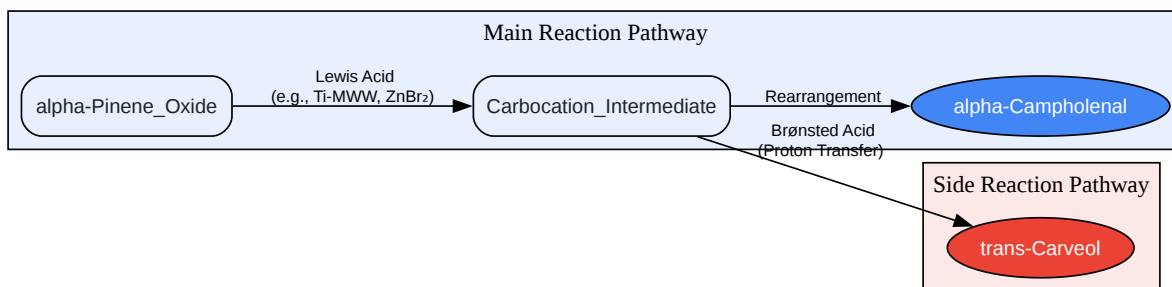 Main Reaction Pathway
alpha-Pinene_Oxide
Lewis Acid
(e.g., Ti-MWW, ZnBr₂)
Carbocation_Intermediate
Rearrangement
alpha-Campholenal
Brønsted Acid
(Proton Transfer)
Side Reaction Pathway
trans-Carveol